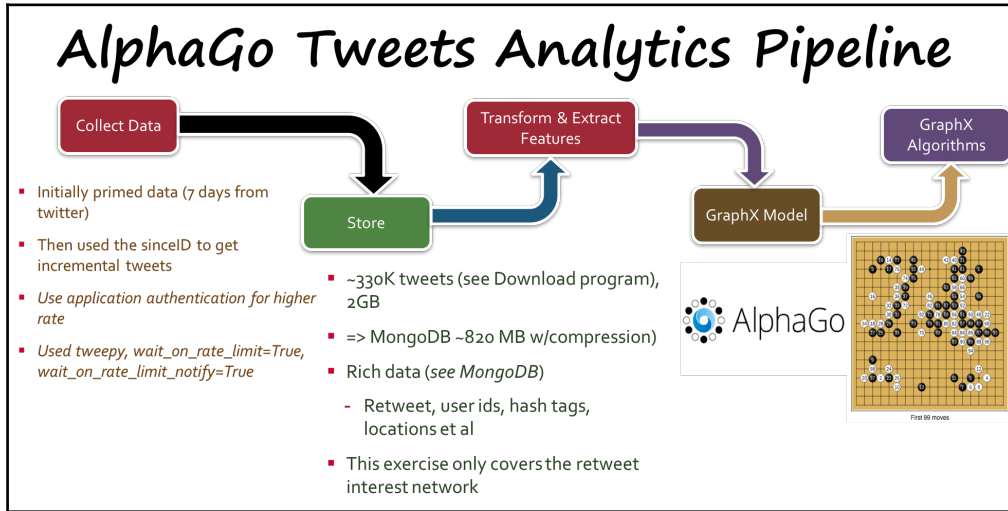 AlphaGo Tweets Analytics Pipeline
Collect Data
Transform & Extract
Features
GraphX
Algorithms
Store
GraphX Model
▪ Initially primed data (7 days from
twitter)
▪ Then used the sinceID to get
incremental tweets
▪ Use application authentication for higher
rate
▪ Used tweepy, wait_on_rate_limit=True,
wait_on_rate_limit_notify=True
▪ ~330K tweets (see Download program),
2GB
▪ => MongoDB ~820 MB w/compression)
▪ Rich data (see MongoDB)
- Retweet, user ids, hash tags,
locations et al
▪ This exercise only covers the retweet
interest network
AlphaGo
First 99 moves